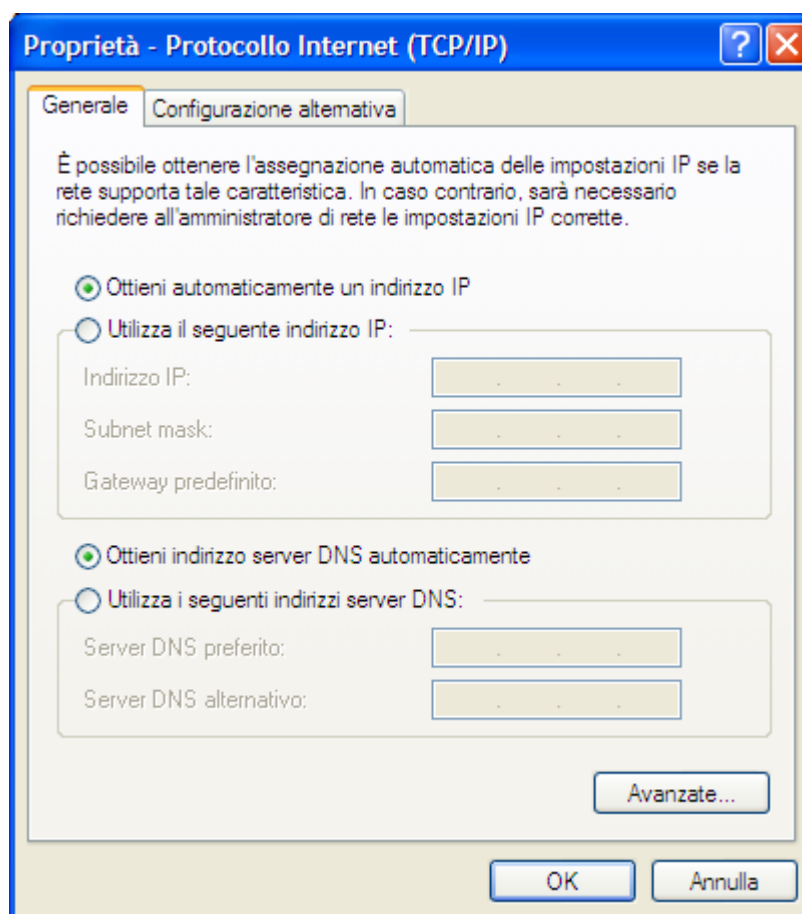 Proprietà - Protocollo Internet (TCP/IP)
Generale
Configurazione alternativa
È possibile ottenere l'assegnazione automatica delle impostazioni IP se la
rete supporta tale caratteristica. In caso contrario, sarà necessario
richiedere all'amministratore di rete le impostazioni IP corrette.
Ottieni automaticamente un indirizzo IP
Utilizza il seguente indirizzo IP:
Indirizzo IP:
Subnet mask:
Gateway predefinito:
Ottieni indirizzo server DNS automaticamente
Utilizza i seguenti indirizzi server DNS:
Server DNS preferito:
Server DNS alternativo:
Avanzate...
OK
Annulla